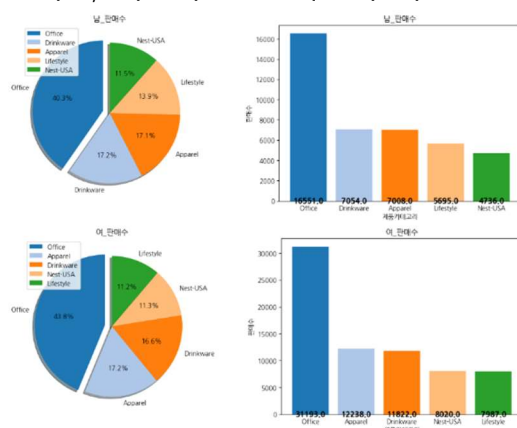 남_판매수
Office
Drinkware
Apparel
Lifestyle
Nest-USA
Nest-USA
11.5%
Lifestyle
13.9%
Office
40.3%
17.1%
Apparel
17.2%
Drinkware
남_판매수
16000
14000
12000
10000
8000
6000
4000
2000
0
판매수
16551.0
7054.0
7008.0
5695.0
4736.0
Office
Drinkware
Apparel
Lifestyle
Nest-USA
제품카테고리
여_판매수
Office
Apparel
Drinkware
Nest-USA
Lifestyle
Lifestyle
11.2%
Nest-USA
11.3%
Office
43.8%
16.6%
Drinkware
17.2%
Apparel
여_판매수
30000
25000
20000
15000
10000
5000
0
판매수
31193.0
12238.0
11822.0
8020.0
7987.0
Office
Apparel
Drinkware
Nest-USA
Lifestyle